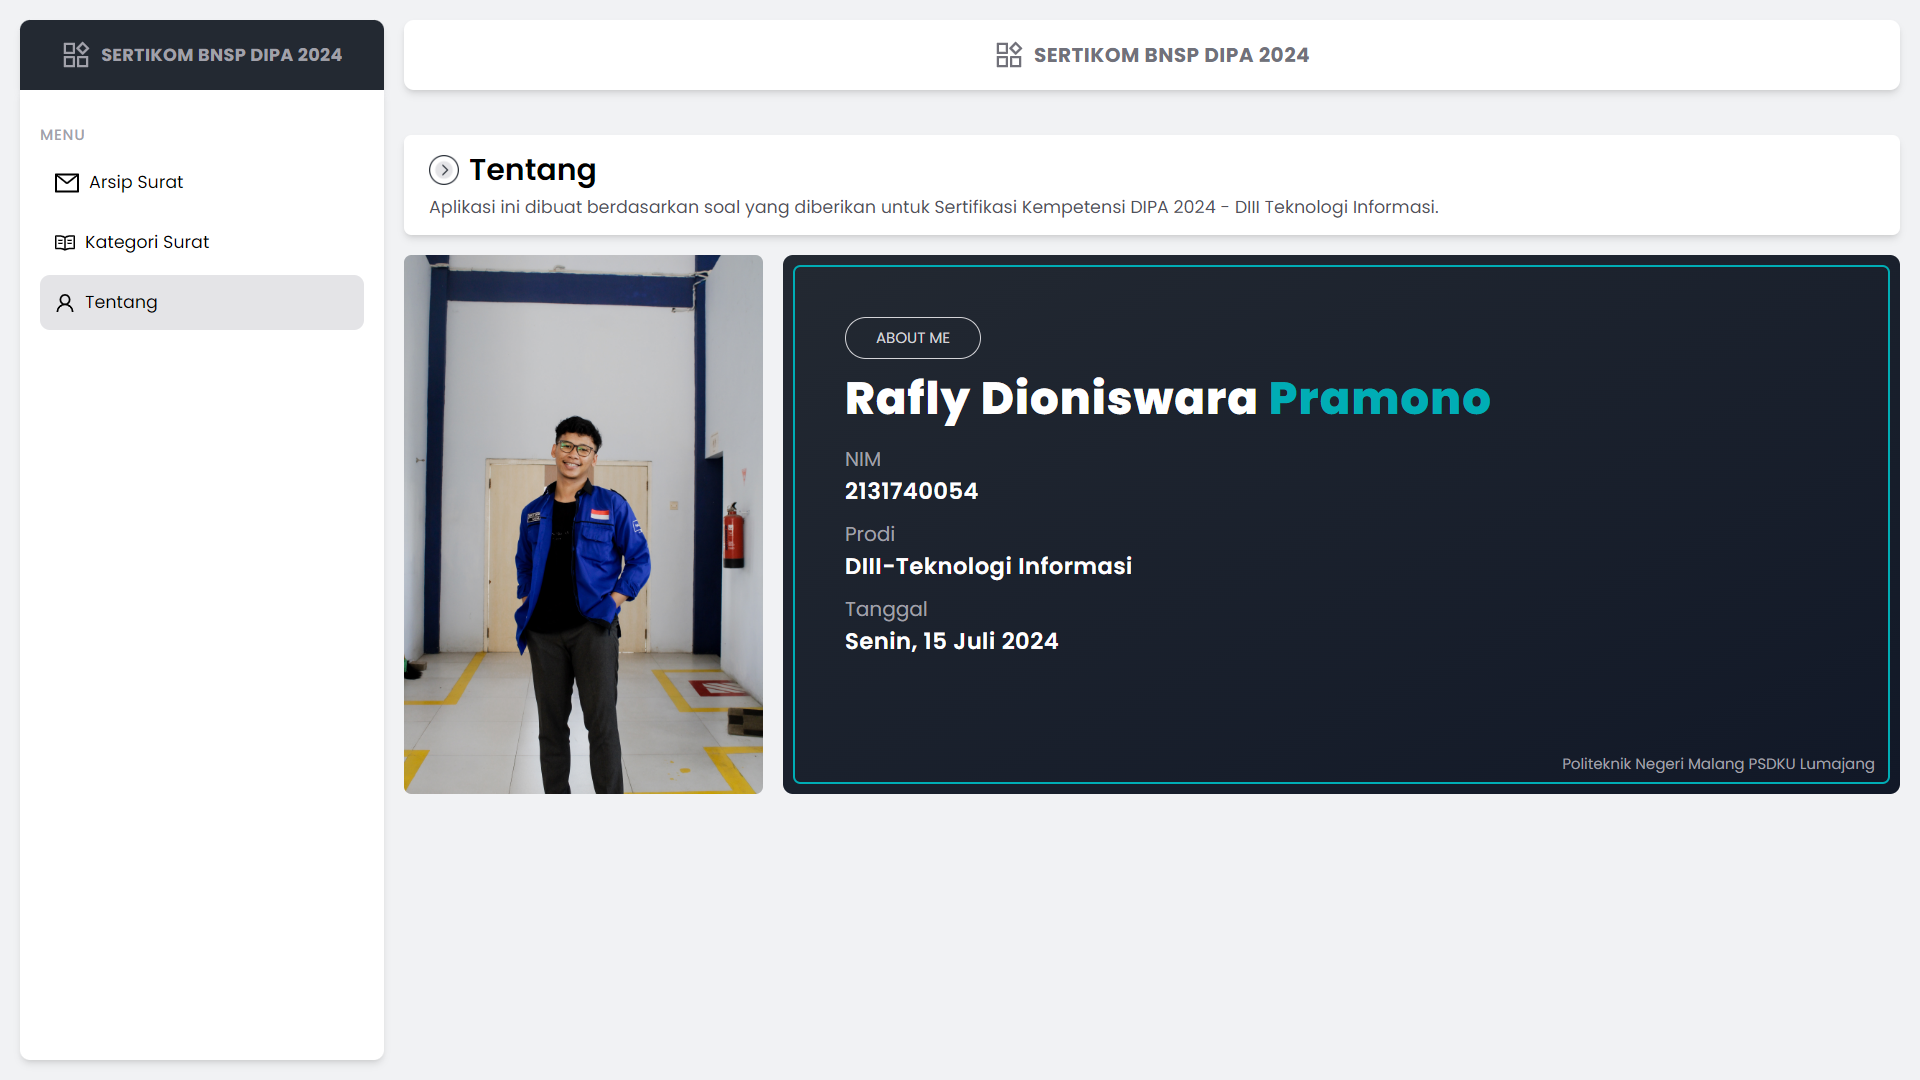 SERTIKOM BNSP DIPA 2024
SERTIKOM BNSP DIPA 2024
MENU
Arsip Surat
Kategori Surat
Tentang
Tentang
Aplikasi ini dibuat berdasarkan soal yang diberikan untuk Sertifikasi Kempetensi DIPA 2024 - DIII Teknologi Informasi.
ABOUT ME
Rafly Dioniswara Pramono
NIM
2131740054
Prodi
DIII-Teknologi Informasi
Tanggal
Senin, 15 Juli 2024
Politeknik Negeri Malang PSDKU Lumajang